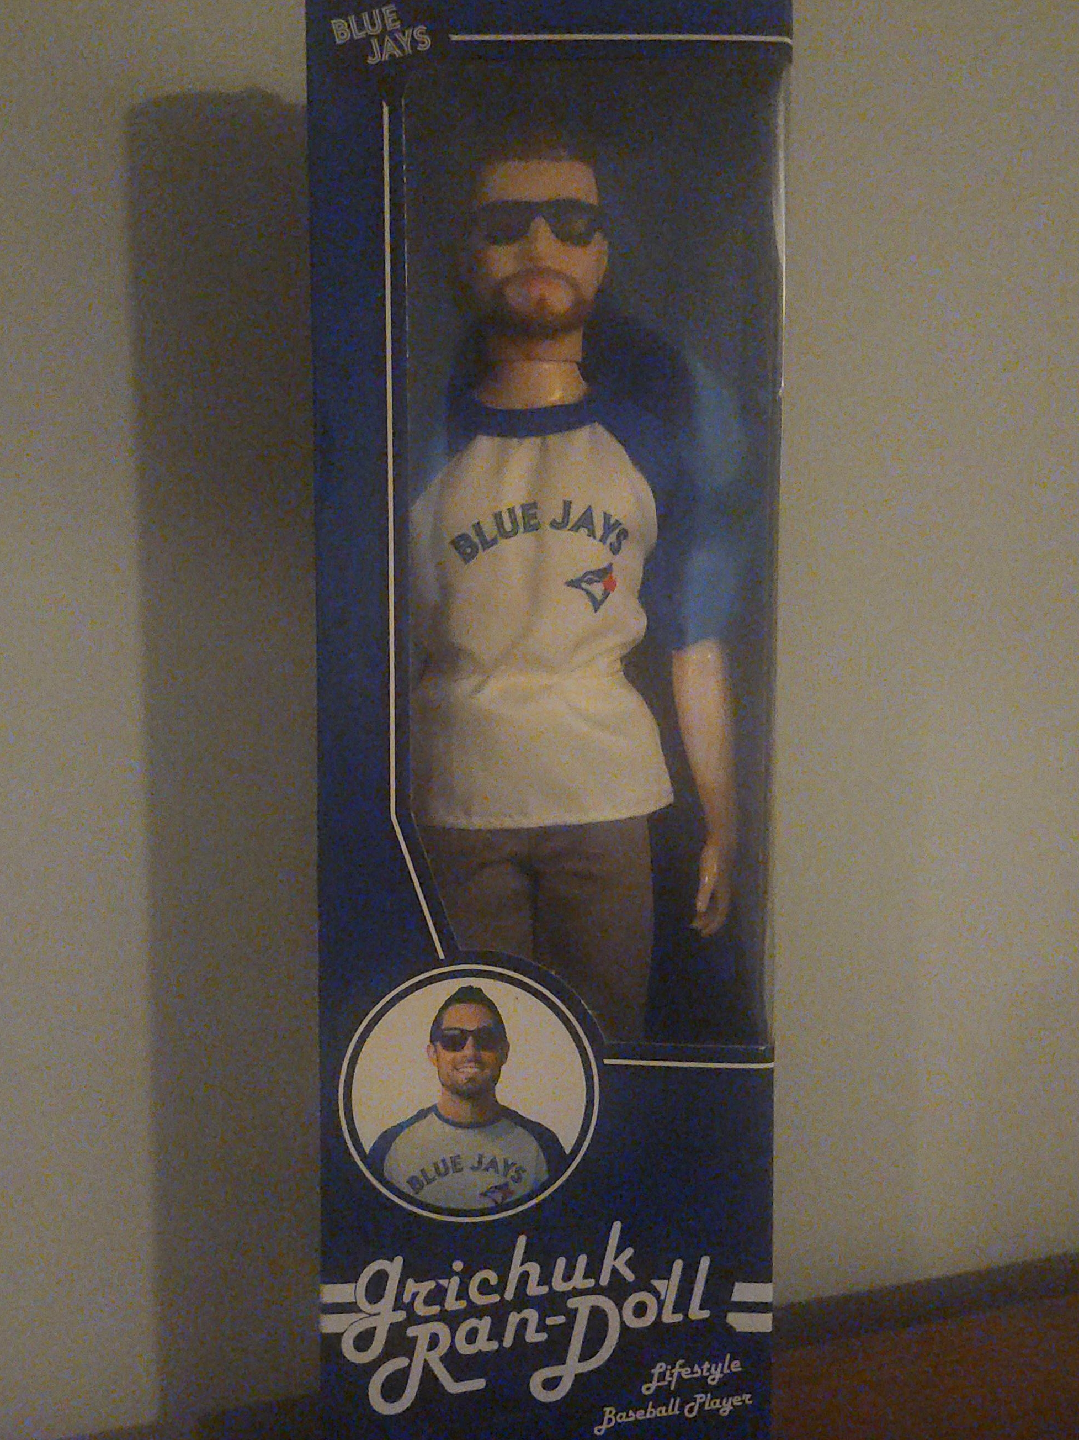 BLUE
JAYS
BLUE JAYS
BLUE JAYS
Grichuk
Ran-Doll
Lifestyle
Baseball Player